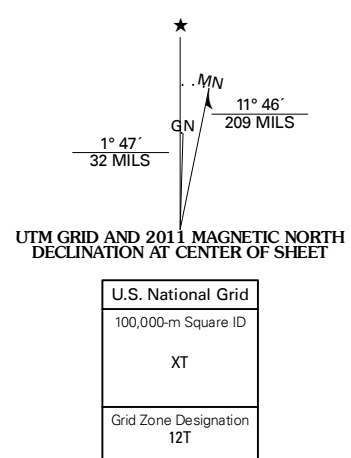 ★
MN
11° 46´
209 MILS
GN
1° 47´
32 MILS
UTM GRID AND 2011 MAGNETIC NORTH
DECLINATION AT CENTER OF SHEET
U.S. National Grid
100,000-m Square ID
XT
Grid Zone Designation
12T